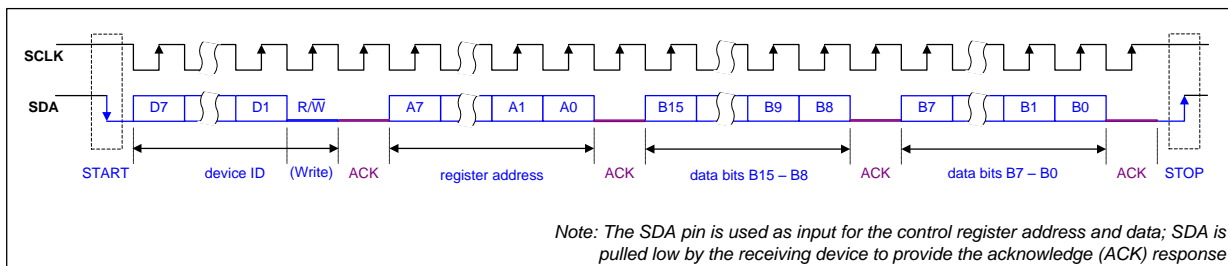 SCLK
SDA D7 D1 R/W A7 A1 A0 B15 B9 B8 B7 B1 B0
START device ID (Write) ACK register address ACK data bits B15 – B8 ACK data bits B7 – B0 ACK STOP
Note: The SDA pin is used as input for the control register address and data; SDA is
pulled low by the receiving device to provide the acknowledge (ACK) response